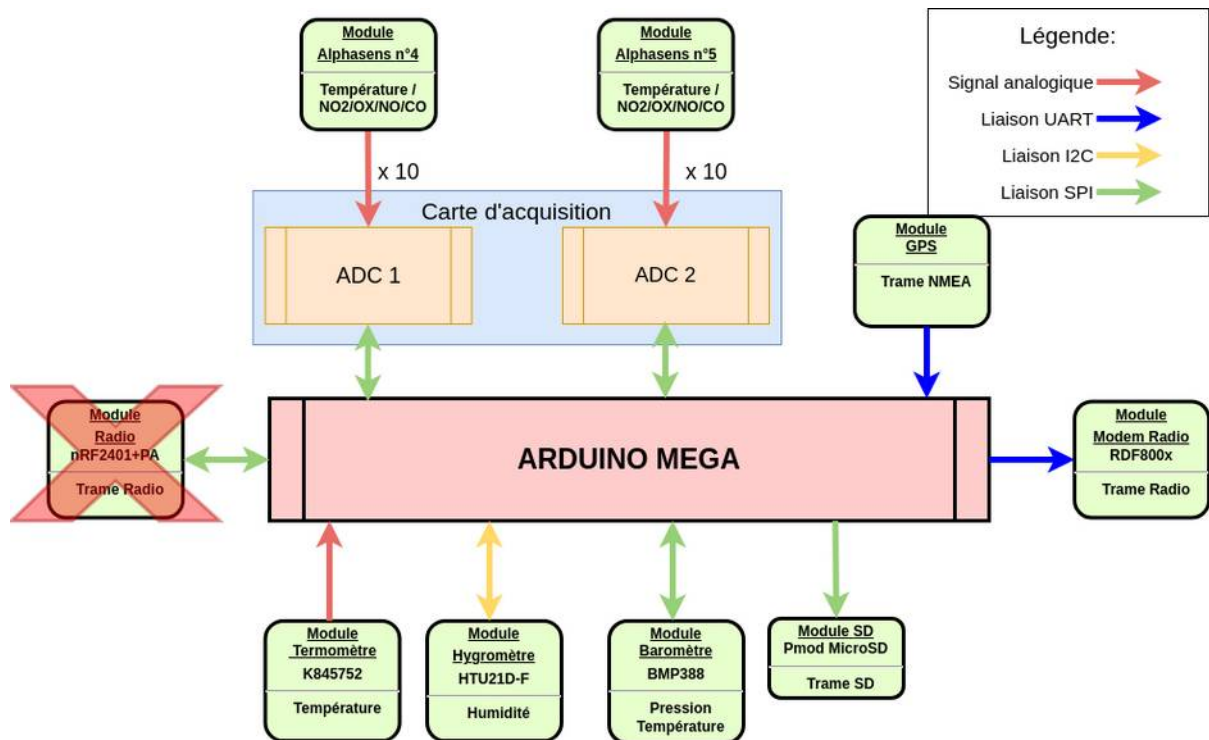 Module
Alphasens n°4
Température /
NO2/OX/NO/CO
Module
Alphasens n°5
Température /
NO2/OX/NO/CO
Légende:
Signal analogique
Liaison UART
Liaison I2C
Liaison SPI
x 10
x 10
Carte d'acquisition
ADC 1
ADC 2
Module
GPS
Trame NMEA
Module
Radio
nRF2401+PA
Trame Radio
ARDUINO MEGA
Module
Modem Radio
RDF800x
Trame Radio
Module
Termomètre
K845752
Température
Module
Hygromètre
HTU21D-F
Humidité
Module
Baromètre
BMP388
Pression
Température
Module SD
Pmod MicroSD
Trame SD